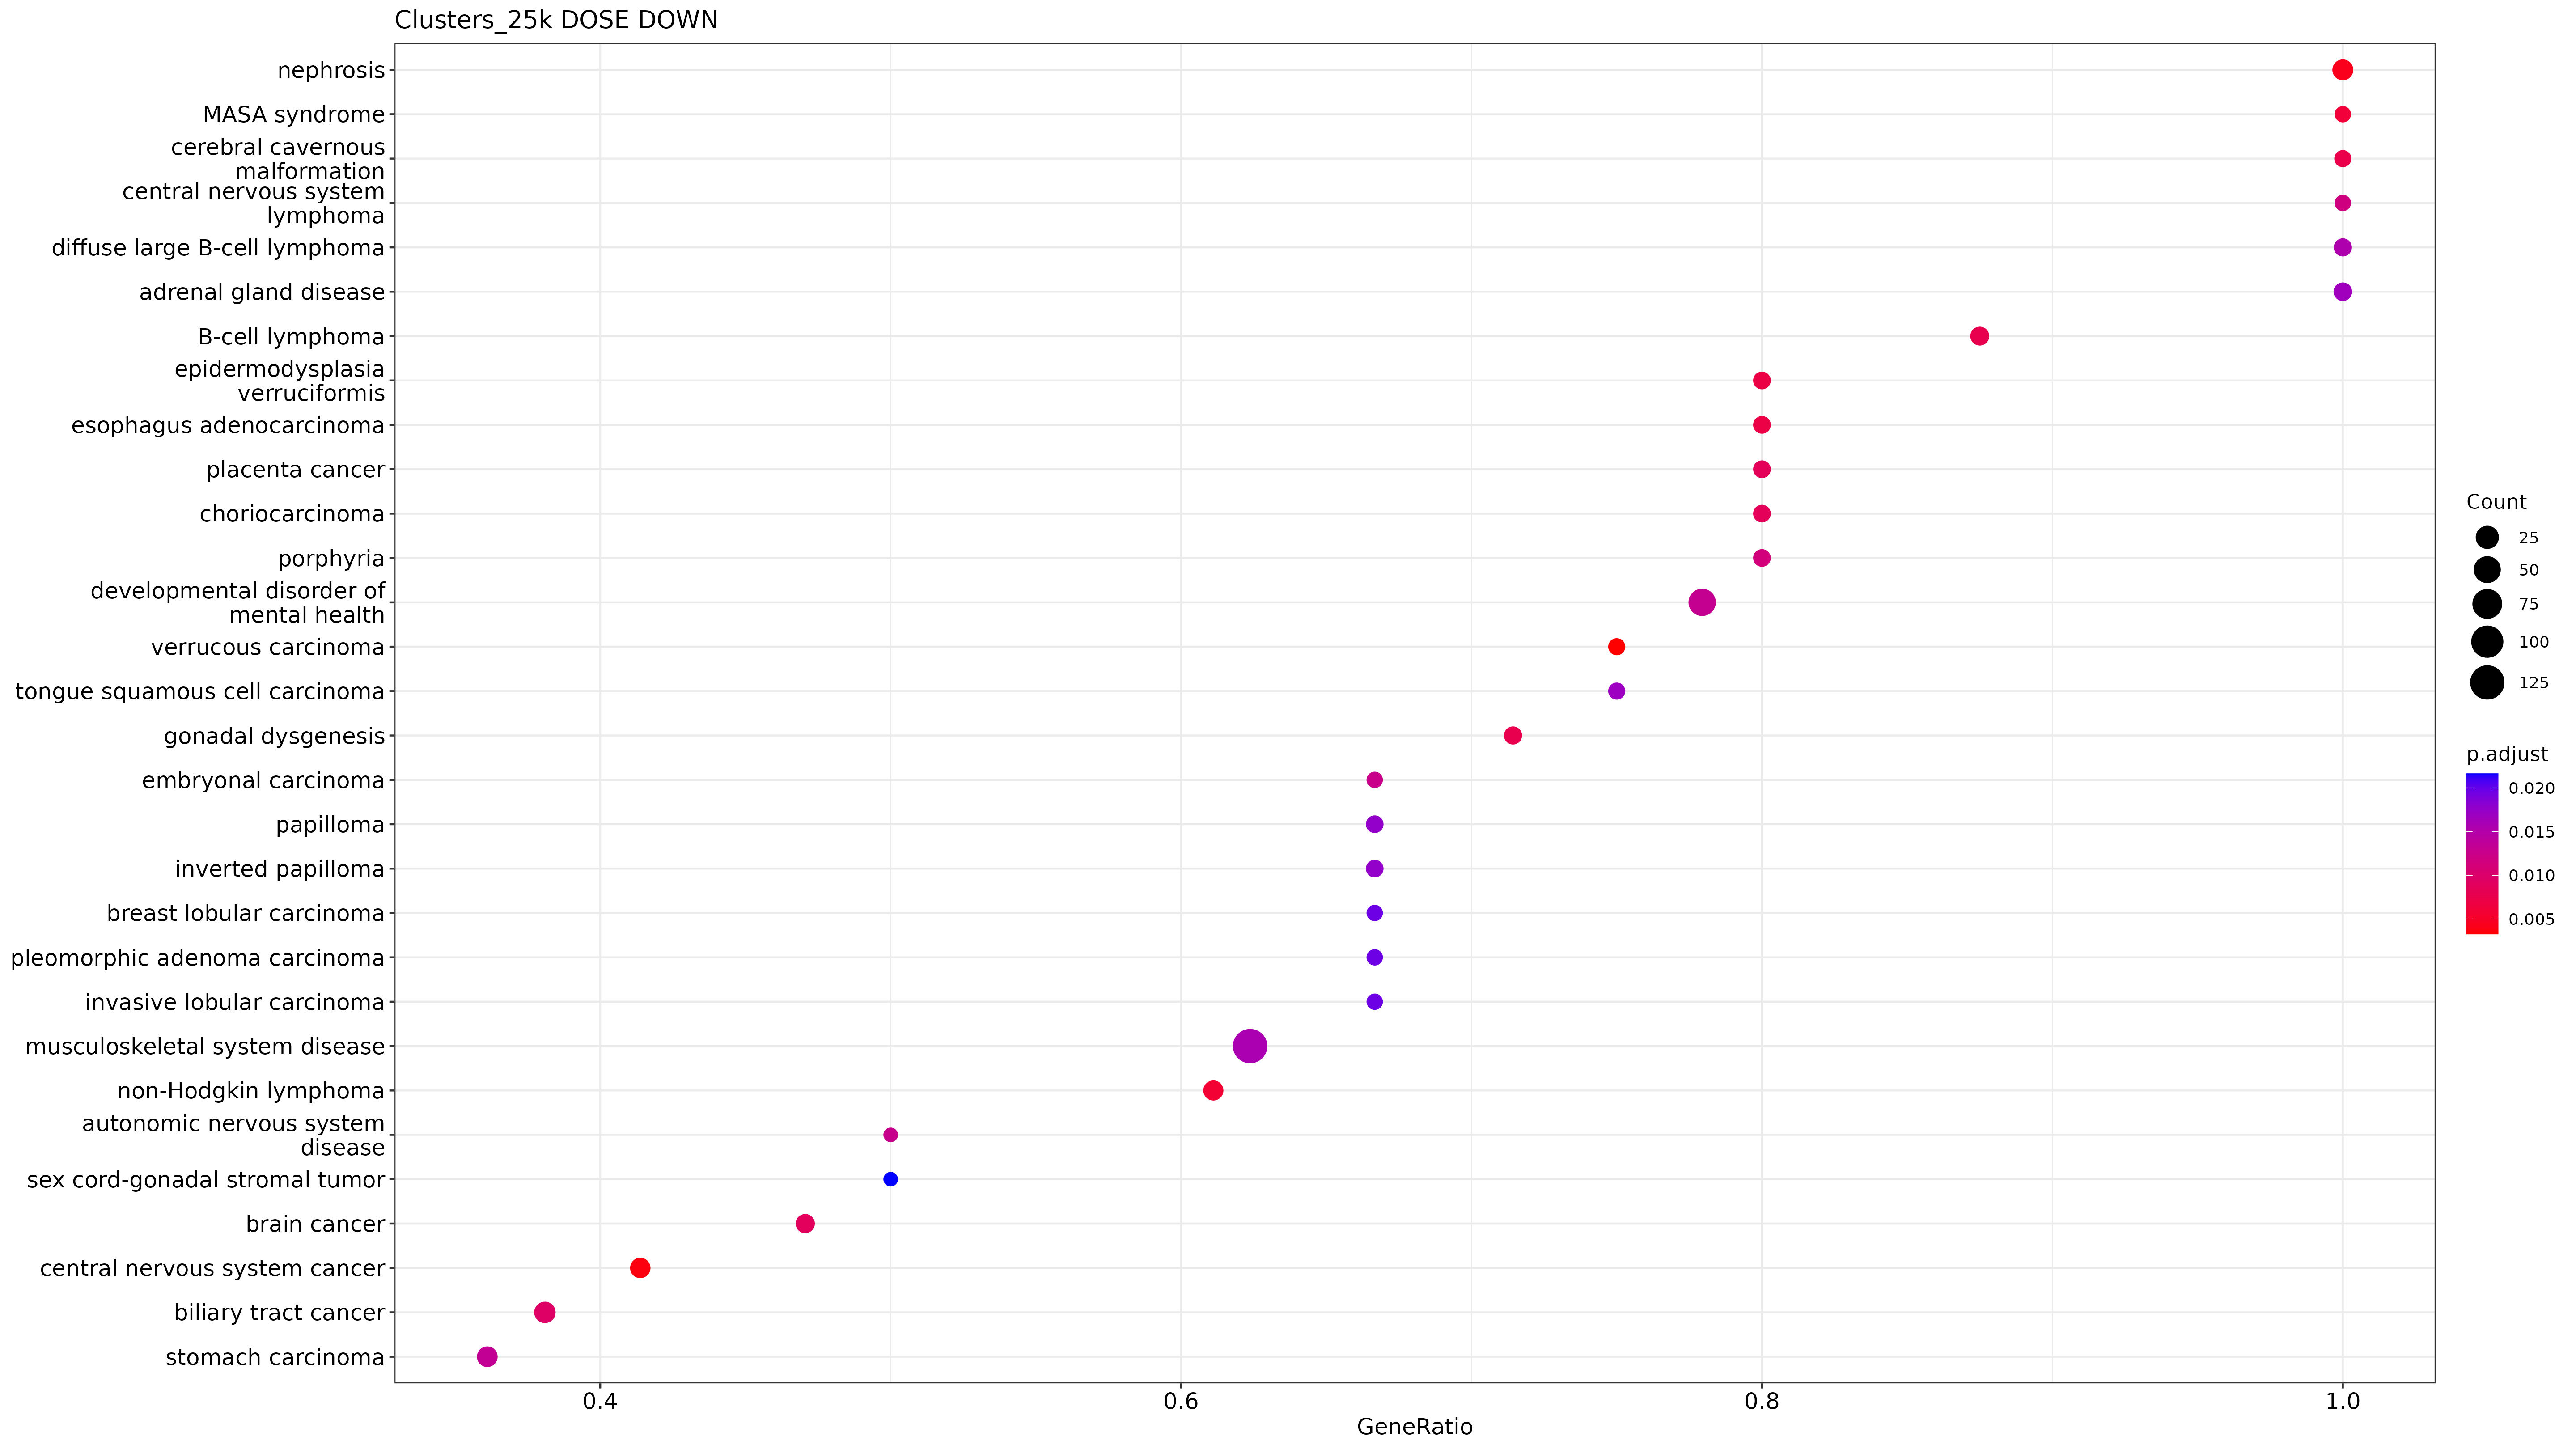 Clusters_25k DOSE DOWN
nephrosis
MASA syndrome
cerebral cavernous
malformation
central nervous system
lymphoma
diffuse large B-cell lymphoma
adrenal gland disease
B-cell lymphoma
epidermodysplasia
verruciformis
esophagus adenocarcinoma
placenta cancer
choriocarcinoma
porphyria
developmental disorder of
mental health
verrucous carcinoma
tongue squamous cell carcinoma
gonadal dysgenesis
embryonal carcinoma
papilloma
inverted papilloma
breast lobular carcinoma
pleomorphic adenoma carcinoma
invasive lobular carcinoma
musculoskeletal system disease
non-Hodgkin lymphoma
autonomic nervous system
disease
sex cord-gonadal stromal tumor
brain cancer
central nervous system cancer
biliary tract cancer
stomach carcinoma
0.4
0.6
0.8
1.0
GeneRatio
Count
25
50
75
100
125
p.adjust
0.020
0.015
0.010
0.005